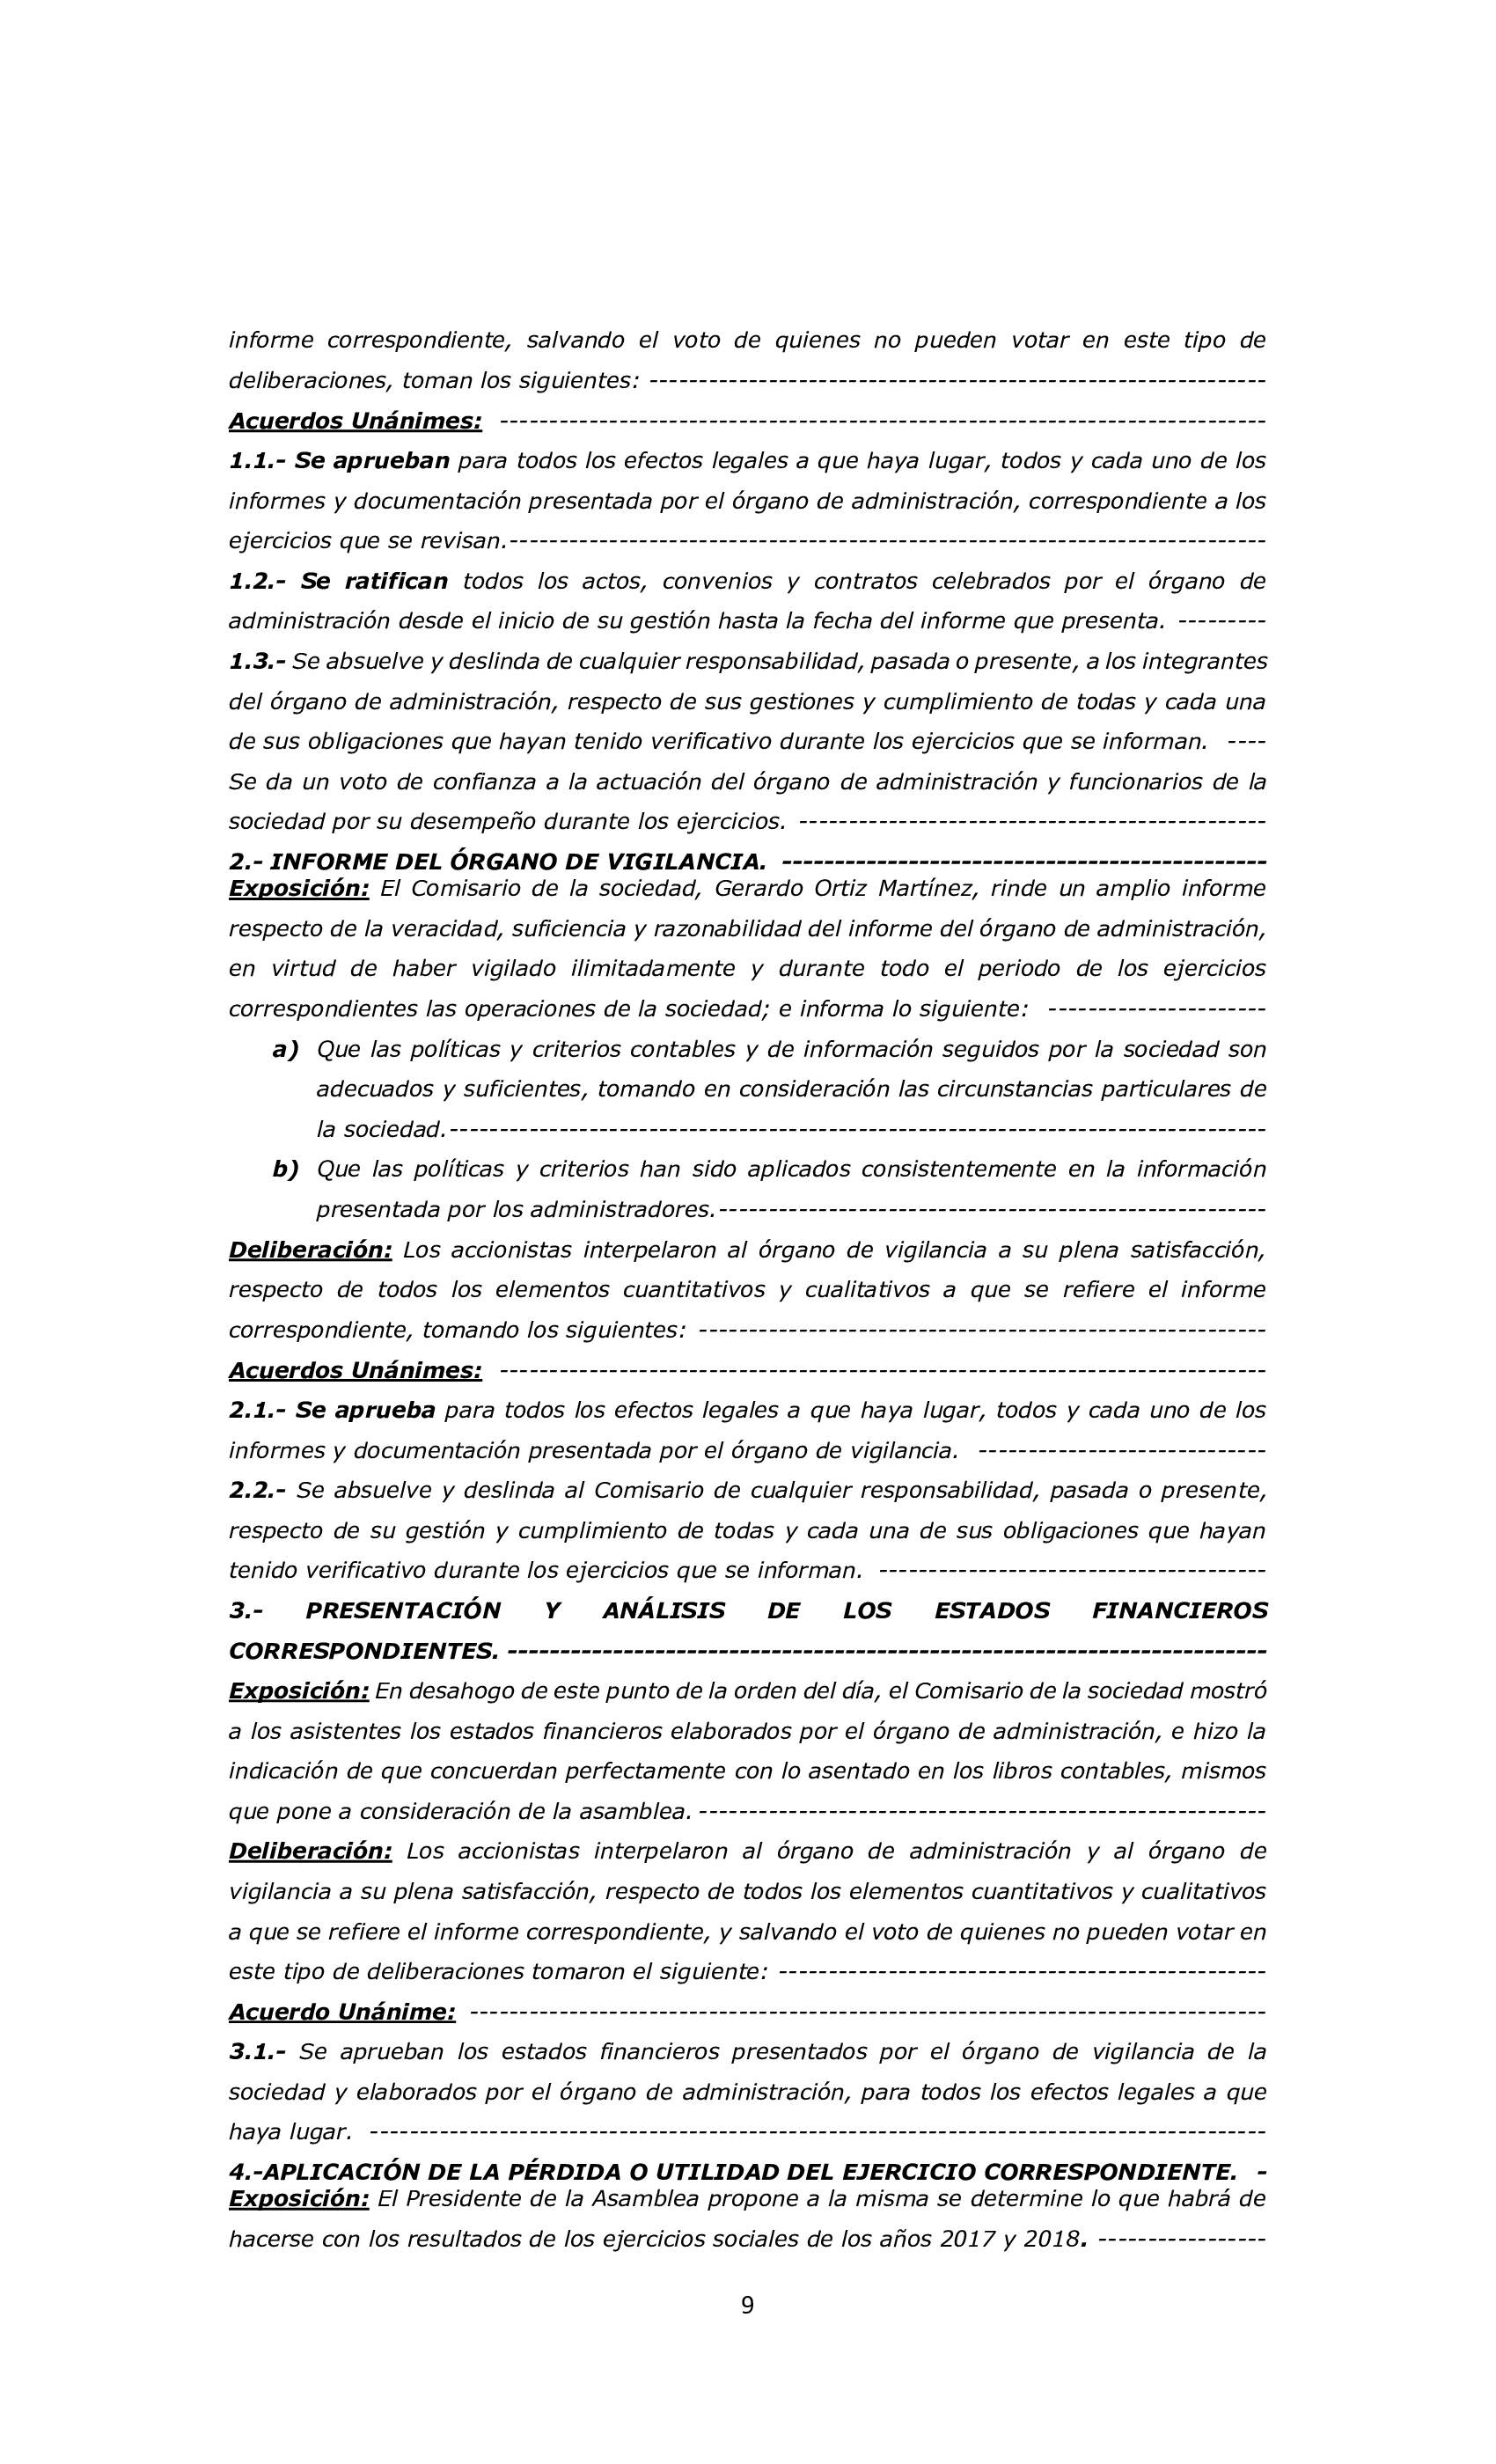 informe correspondiente, salvando el voto de quienes no pueden votar en este tipo de
deliberaciones, toman los siguientes: --------------------------------------------------------------
Acuerdos Unánimes: -----------------------------------------------------------------------------
1.1.- Se aprueban para todos los efectos legales a que haya lugar, todos y cada uno de los
informes y documentación presentada por el órgano de administración, correspondiente a los
ejercicios que se revisan.----------------------------------------------------------------------------
1.2.- Se ratifican todos los actos, convenios y contratos celebrados por el órgano de
administración desde el inicio de su gestión hasta la fecha del informe que presenta. ---------
1.3.- Se absuelve y deslinda de cualquier responsabilidad, pasada o presente, a los integrantes
del órgano de administración, respecto de sus gestiones y cumplimiento de todas y cada una
de sus obligaciones que hayan tenido verificativo durante los ejercicios que se informan. ----
Se da un voto de confianza a la actuación del órgano de administración y funcionarios de la
sociedad por su desempeño durante los ejercicios. -----------------------------------------------
2.- INFORME DEL ÓRGANO DE VIGILANCIA. ----------------------------------------------
Exposición: El Comisario de la sociedad, Gerardo Ortiz Martínez, rinde un amplio informe
respecto de la veracidad, suficiencia y razonabilidad del informe del órgano de administración,
en virtud de haber vigilado ilimitadamente y durante todo el periodo de los ejercicios
correspondientes las operaciones de la sociedad; e informa lo siguiente: ----------------------
a) Que las políticas y criterios contables y de información seguidos por la sociedad son
adecuados y suficientes, tomando en consideración las circunstancias particulares de
la sociedad.----------------------------------------------------------------------------------
b) Que las políticas y criterios han sido aplicados consistentemente en la información
presentada por los administradores.-------------------------------------------------------
Deliberación: Los accionistas interpelaron al órgano de vigilancia a su plena satisfacción,
respecto de todos los elementos cuantitativos y cualitativos a que se refiere el informe
correspondiente, tomando los siguientes: ---------------------------------------------------------
Acuerdos Unánimes: -----------------------------------------------------------------------------
2.1.- Se aprueba para todos los efectos legales a que haya lugar, todos y cada uno de los
informes y documentación presentada por el órgano de vigilancia. -----------------------------
2.2.- Se absuelve y deslinda al Comisario de cualquier responsabilidad, pasada o presente,
respecto de su gestión y cumplimiento de todas y cada una de sus obligaciones que hayan
tenido verificativo durante los ejercicios que se informan. ---------------------------------------
3.- PRESENTACIÓN Y ANÁLISIS DE LOS ESTADOS FINANCIEROS
CORRESPONDIENTES. ------------------------------------------------------------------------
Exposición: En desahogo de este punto de la orden del día, el Comisario de la sociedad mostró
a los asistentes los estados financieros elaborados por el órgano de administración, e hizo la
indicación de que concuerdan perfectamente con lo asentado en los libros contables, mismos
que pone a consideración de la asamblea. ---------------------------------------------------------
Deliberación: Los accionistas interpelaron al órgano de administración y al órgano de
vigilancia a su plena satisfacción, respecto de todos los elementos cuantitativos y cualitativos
a que se refiere el informe correspondiente, y salvando el voto de quienes no pueden votar en
este tipo de deliberaciones tomaron el siguiente: -------------------------------------------------
Acuerdo Unánime: --------------------------------------------------------------------------------
3.1.- Se aprueban los estados financieros presentados por el órgano de vigilancia de la
sociedad y elaborados por el órgano de administración, para todos los efectos legales a que
haya lugar. ------------------------------------------------------------------------------------------
4.-APLICACIÓN DE LA PÉRDIDA O UTILIDAD DEL EJERCICIO CORRESPONDIENTE. -
Exposición: El Presidente de la Asamblea propone a la misma se determine lo que habrá de
hacerse con los resultados de los ejercicios sociales de los años 2017 y 2018. -----------------
9